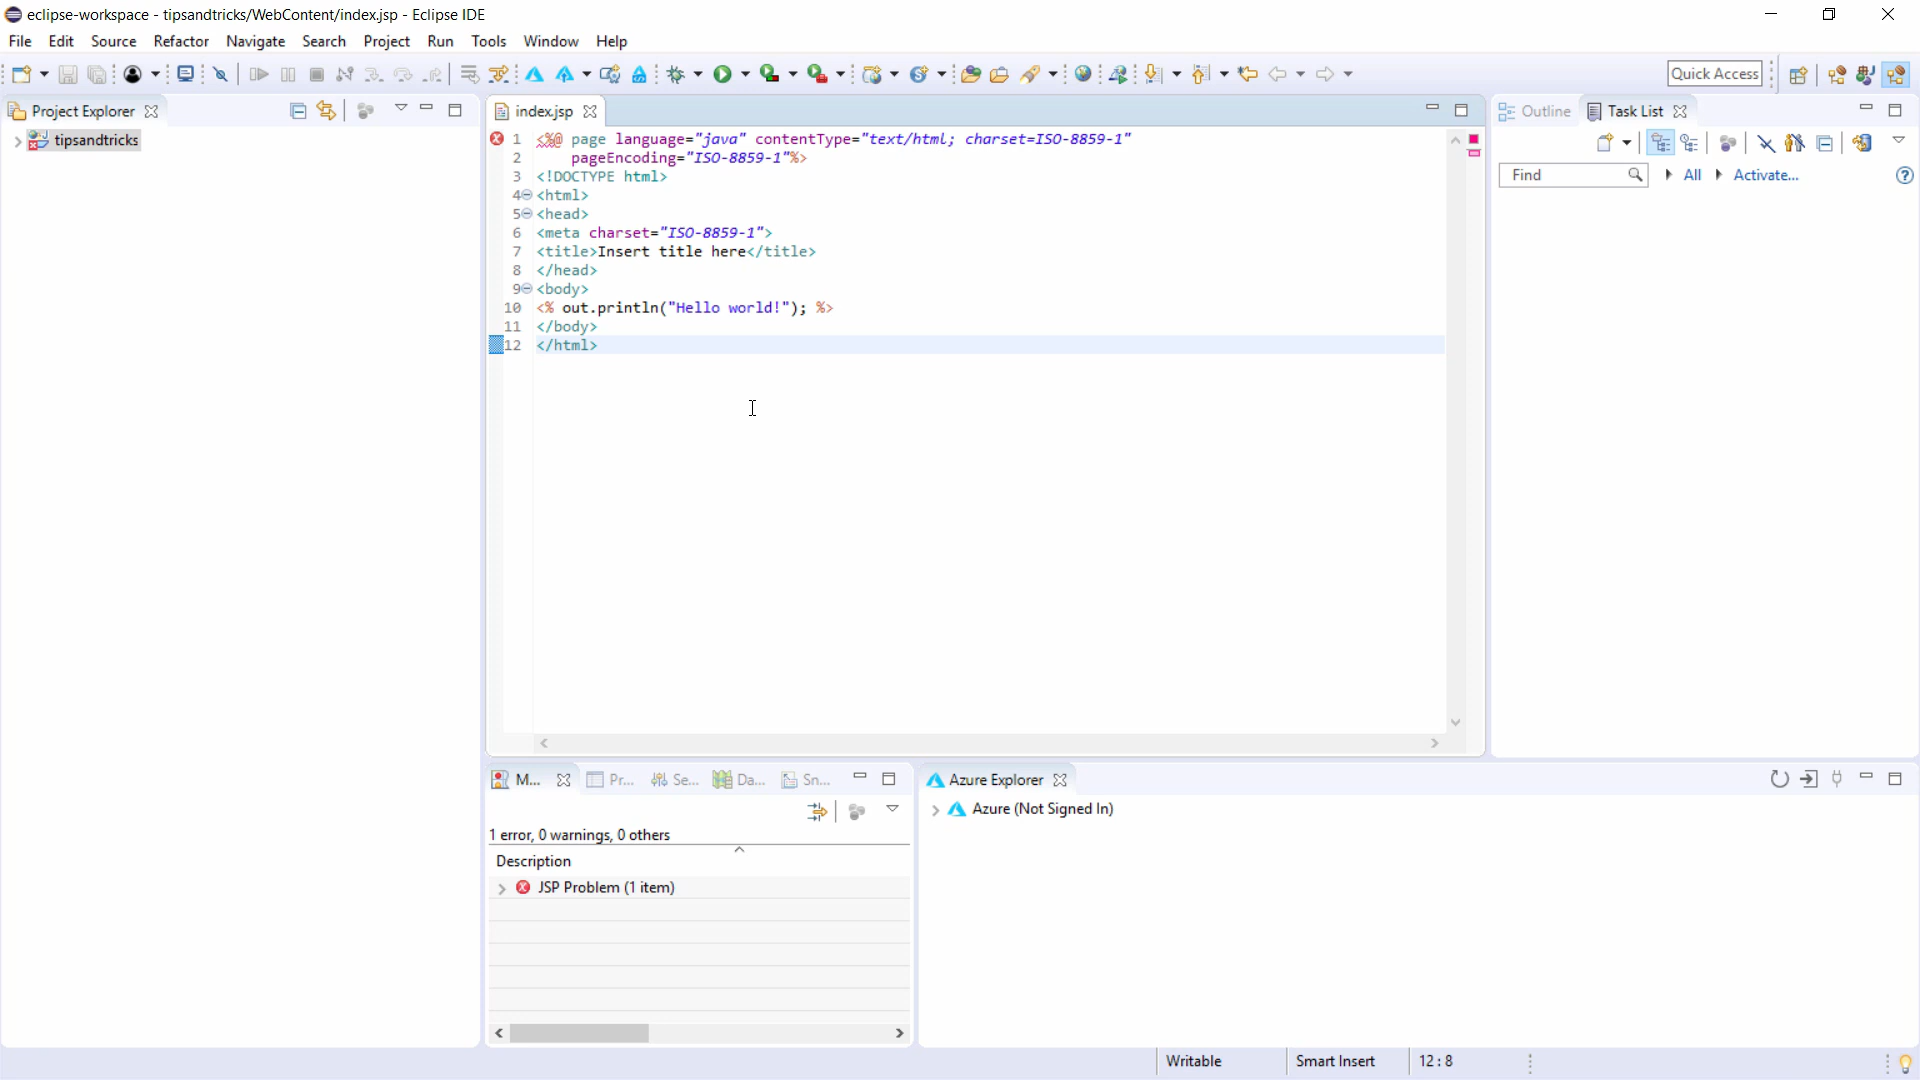 eclipse-workspace - tipsandtricks/WebContent/index.jsp - Eclipse IDE
File Edit Source Refactor Navigate Search Project Run Tools Window Help
Quick Access
Project Explorer
tipsandtricks
index.jsp
1 <%@ page language="java" contentType="text/html; charset=ISO-8859-1"
2 pageEncoding="ISO-8859-1"%>
3 <!DOCTYPE html>
4 <html>
5 <head>
6 <meta charset="ISO-8859-1">
7 <title>Insert title here</title>
8 </head>
9 <body>
10 <% out.println("Hello world!"); %>
11 </body>
12 </html>
Outline Task List
Find All Activate...
M... Pr... Se... Da... Sn...
1 error, 0 warnings, 0 others
Description
JSP Problem (1 item)
Azure Explorer
Azure (Not Signed In)
Writable Smart Insert 12 : 8